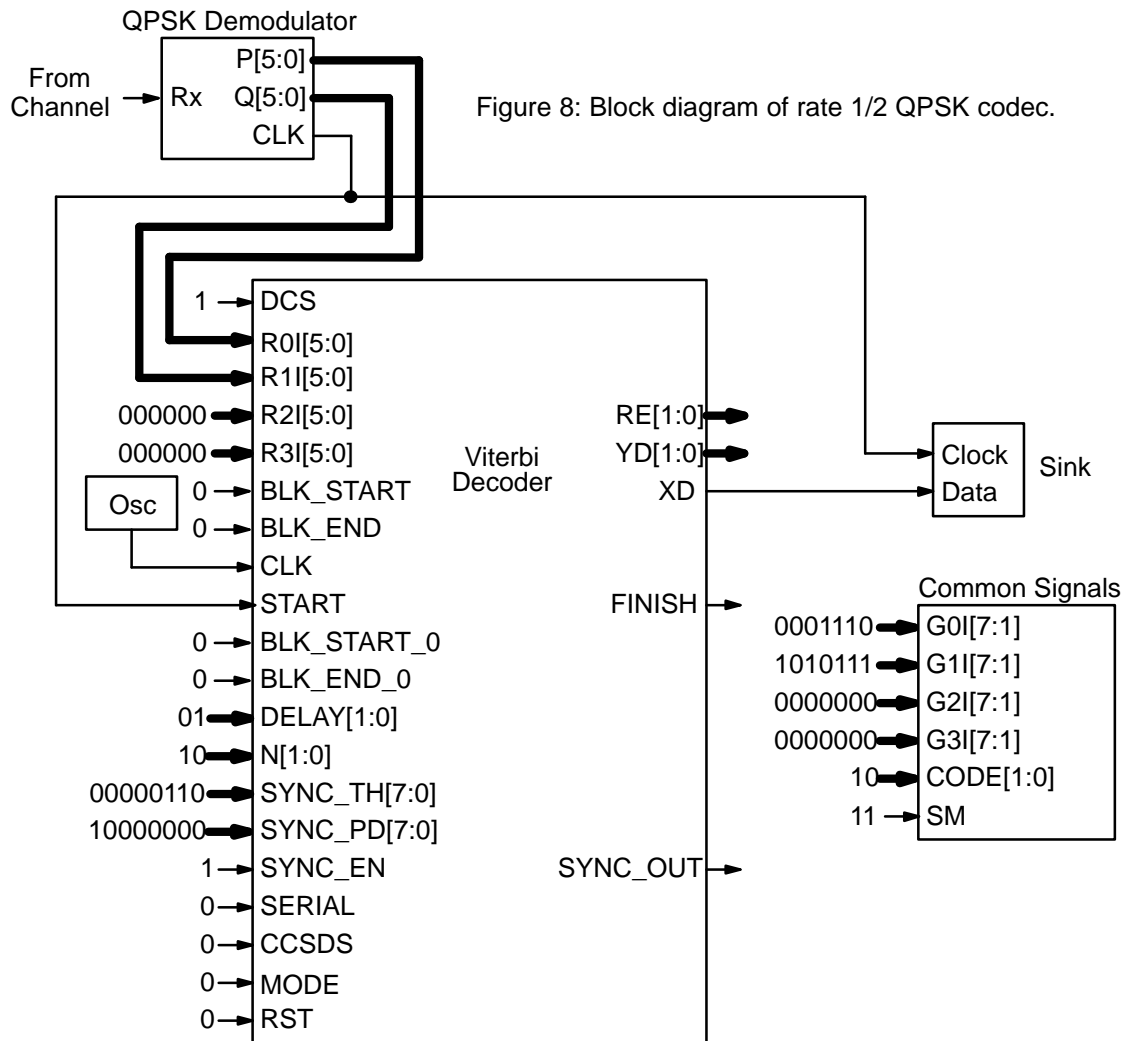 QPSK Demodulator
From
Channel
Rx
P[5:0]
Q[5:0]
CLK
Figure 8: Block diagram of rate 1/2 QPSK codec.
1 DCS
R0I[5:0]
R1I[5:0]
000000 R2I[5:0]
000000 R3I[5:0]
0 BLK_START
Osc
0 BLK_END
CLK
START
0 BLK_START_0
0 BLK_END_0
01 DELAY[1:0]
10 N[1:0]
00000110 SYNC_TH[7:0]
10000000 SYNC_PD[7:0]
1 SYNC_EN
0 SERIAL
0 CCSDS
0 MODE
0 RST
Viterbi
Decoder
RE[1:0]
YD[1:0]
XD
FINISH
SYNC_OUT
Clock
Data
Sink
Common Signals
0001110 G0I[7:1]
1010111 G1I[7:1]
0000000 G2I[7:1]
0000000 G3I[7:1]
10 CODE[1:0]
11 SM